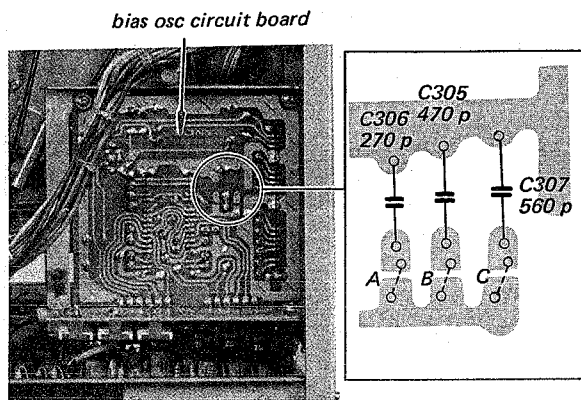 bias osc circuit board
C305
470 p
C306
270 p
C307
560 p
A
B
C